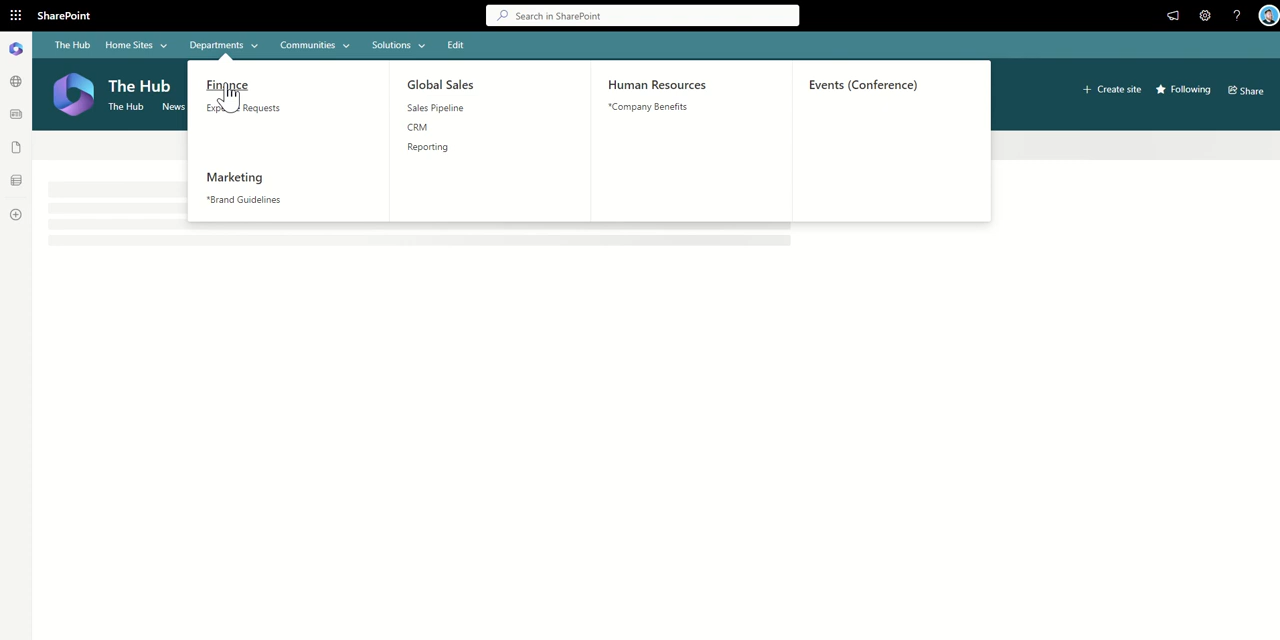 SharePoint
Search in SharePoint
The Hub Home Sites Departments Communities Solutions Edit
The Hub
The Hub News
Create site Following Share
Finance
Requests
Marketing
*Brand Guidelines
Global Sales
Sales Pipeline
CRM
Reporting
Human Resources
*Company Benefits
Events (Conference)